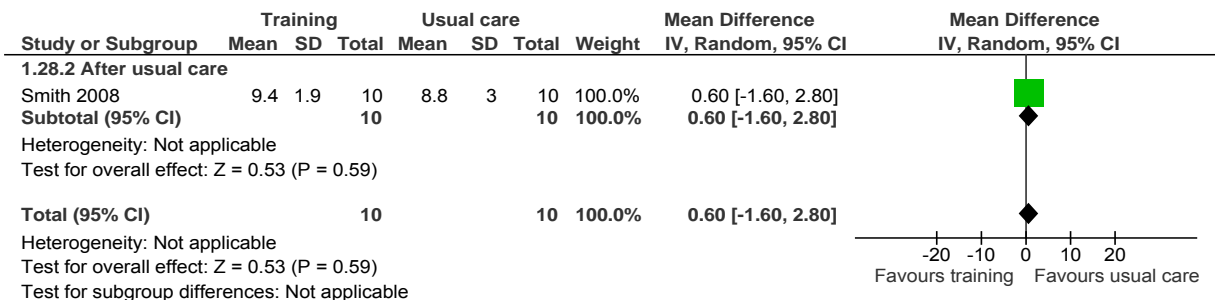 Training Usual care Mean Difference Mean Difference
Study or Subgroup Mean SD Total Mean SD Total Weight IV, Random, 95% CI IV, Random, 95% CI
1.28.2 After usual care
Smith 2008 9.4 1.9 10 8.8 3 10 100.0% 0.60 [-1.60, 2.80]
Subtotal (95% CI) 10 10 100.0% 0.60 [-1.60, 2.80]
Heterogeneity: Not applicable
Test for overall effect: Z = 0.53 (P = 0.59)
Total (95% CI) 10 10 100.0% 0.60 [-1.60, 2.80]
Heterogeneity: Not applicable
Test for overall effect: Z = 0.53 (P = 0.59)
Test for subgroup differences: Not applicable
-20 -10 0 10 20
Favours training Favours usual care